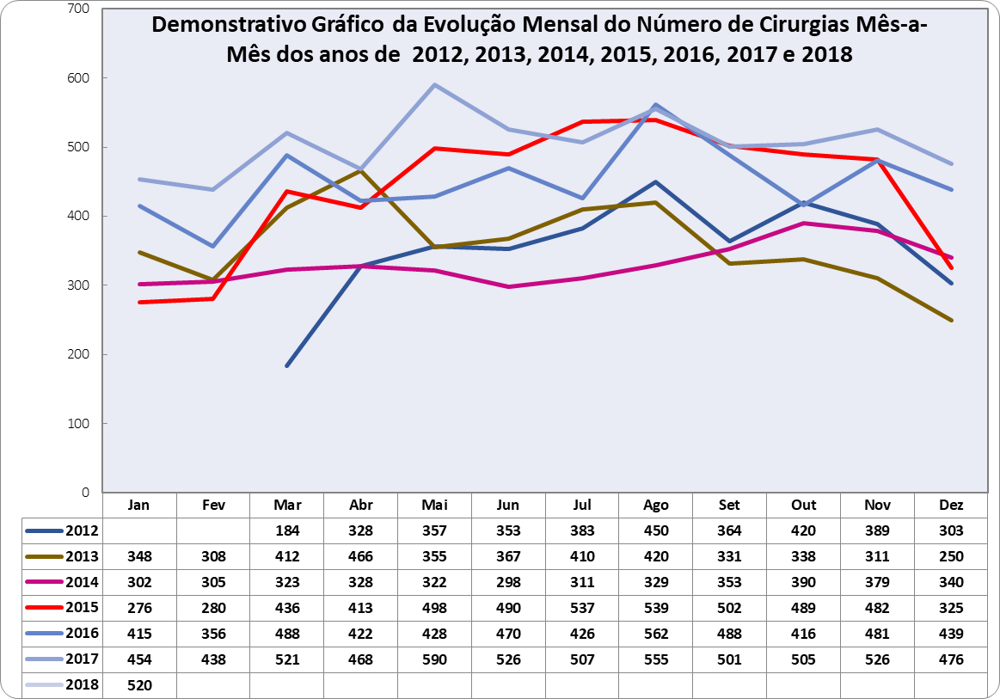 Demonstrativo Gráfico da Evolução Mensal do Número de Cirurgias Mês-a-
Mês dos anos de 2012, 2013, 2014, 2015, 2016, 2017 e 2018
700
600
500
400
300
200
100
0
Jan Fev Mar Abr Mai Jun Jul Ago Set Out Nov Dez
2012 184 328 357 353 383 450 364 420 389 303
2013 348 308 412 466 355 367 410 420 331 338 311 250
2014 302 305 323 328 322 298 311 329 353 390 379 340
2015 276 280 436 413 498 490 537 539 502 489 482 325
2016 415 356 488 422 428 470 426 562 488 416 481 439
2017 454 438 521 468 590 526 507 555 501 505 526 476
2018 520